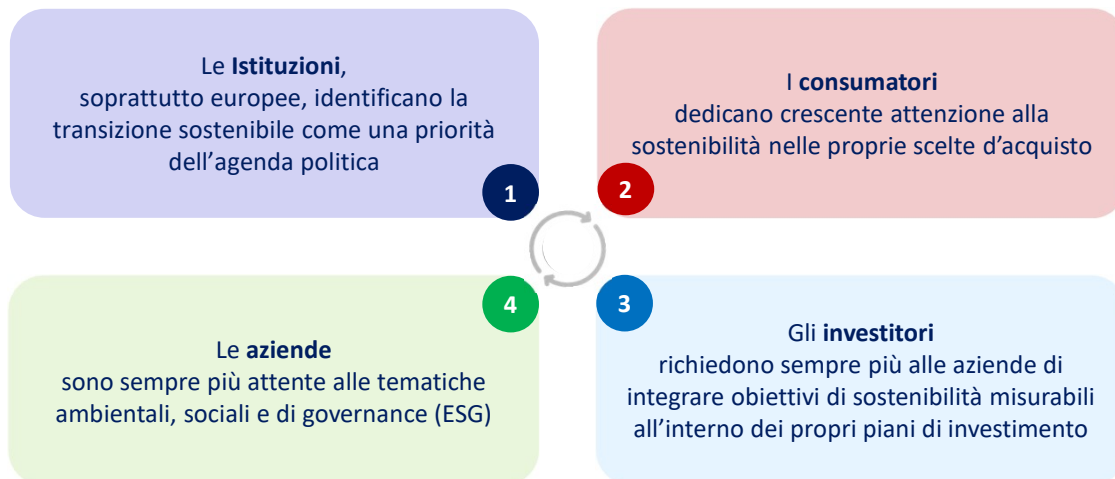 Le Istituzioni,
soprattutto europee, identificano la
transizione sostenibile come una priorità
dell’agenda politica
1
I consumatori
dedicano crescente attenzione alla
sostenibilità nelle proprie scelte d’acquisto
2
Gli investitori
richiedono sempre più alle aziende di
integrare obiettivi di sostenibilità misurabili
all’interno dei propri piani di investimento
3
Le aziende
sono sempre più attente alle tematiche
ambientali, sociali e di governance (ESG)
4